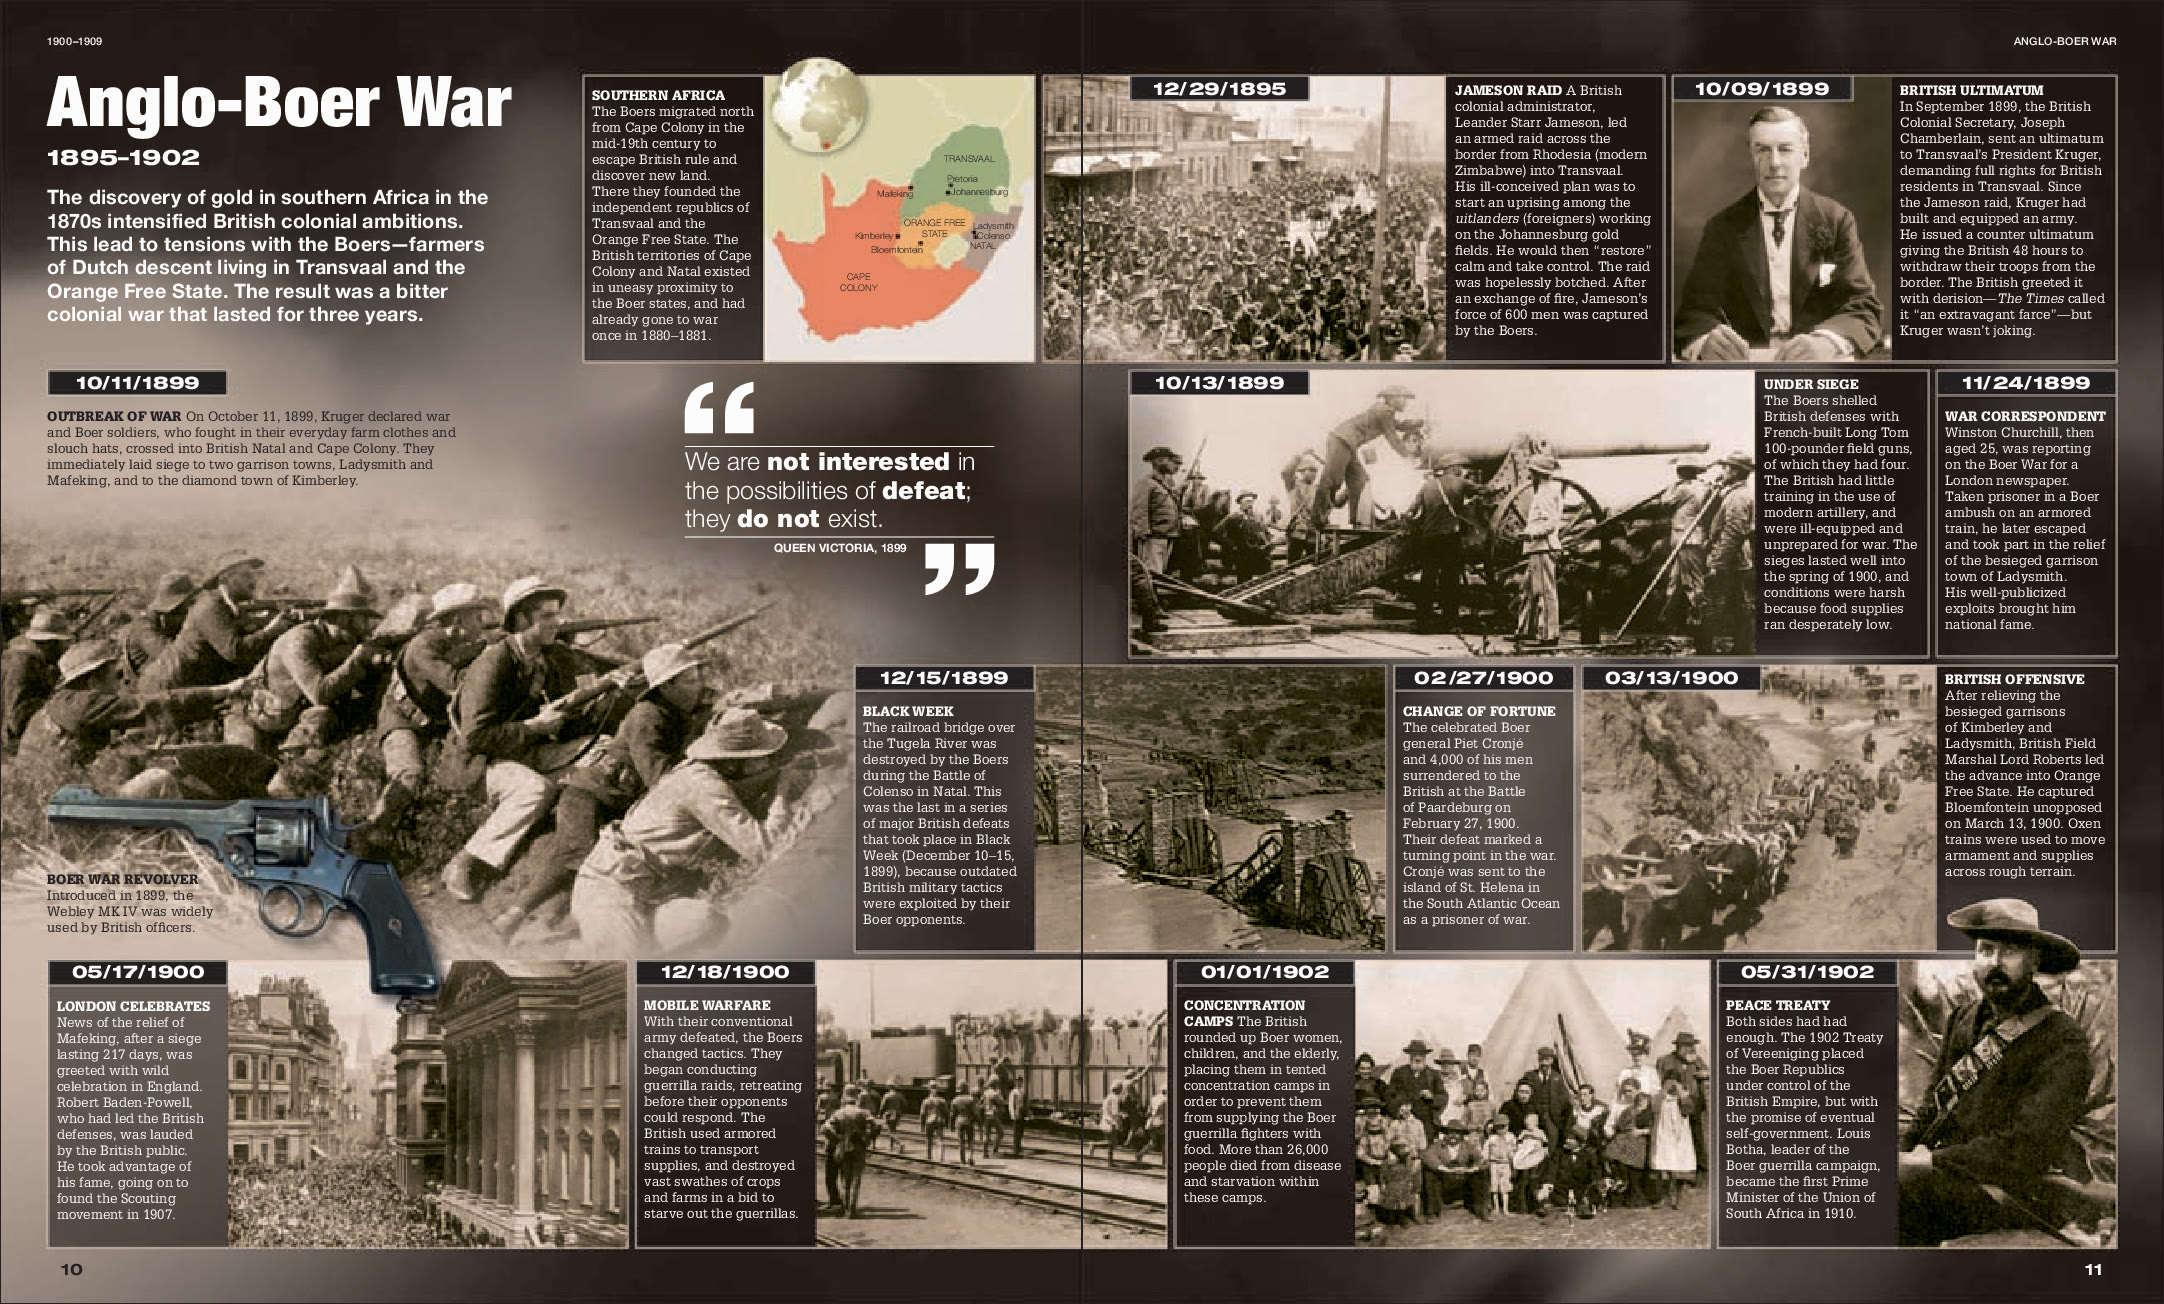 1900–1909
ANGLO-BOER WAR
Anglo-Boer War
1895–1902
The discovery of gold in southern Africa in the
1870s intensified British colonial ambitions.
This lead to tensions with the Boers—farmers
of Dutch descent living in Transvaal and the
Orange Free State. The result was a bitter
colonial war that lasted for three years.
SOUTHERN AFRICA
The Boers migrated north
from Cape Colony in the
mid-19th century to
escape British rule and
discover new land.
There they founded the
independent republics of
Transvaal and the
Orange Free State. The
British territories of Cape
Colony and Natal existed
in uneasy proximity to
the Boer states, and had
already gone to war
once in 1880–1881.
TRANSVAAL
Pretoria
Mafeking
Johannesburg
ORANGE FREE
STATE
Ladysmith
Kimberley
Colenso
NATAL
Bloemfontein
CAPE
COLONY
12/29/1895
JAMESON RAID A British
colonial administrator,
Leander Starr Jameson, led
an armed raid across the
border from Rhodesia (modern
Zimbabwe) into Transvaal.
His ill-conceived plan was to
start an uprising among the
uitlanders (foreigners) working
on the Johannesburg gold
fields. He would then “restore”
calm and take control. The raid
was hopelessly botched. After
an exchange of fire, Jameson’s
force of 600 men was captured
by the Boers.
10/09/1899
BRITISH ULTIMATUM
In September 1899, the British
Colonial Secretary, Joseph
Chamberlain, sent an ultimatum
to Transvaal’s President Kruger,
demanding full rights for British
residents in Transvaal. Since
the Jameson raid, Kruger had
built and equipped an army.
He issued a counter ultimatum
giving the British 48 hours to
withdraw their troops from the
border. The British greeted it
with derision—The Times called
it “an extravagant farce”—but
Kruger wasn’t joking.
10/11/1899
OUTBREAK OF WAR On October 11, 1899, Kruger declared war
and Boer soldiers, who fought in their everyday farm clothes and
slouch hats, crossed into British Natal and Cape Colony. They
immediately laid siege to two garrison towns, Ladysmith and
Mafeking, and to the diamond town of Kimberley.
“
We are not interested in
the possibilities of defeat;
they do not exist.
QUEEN VICTORIA, 1899
”
10/13/1899
UNDER SIEGE
The Boers shelled
British defenses with
French-built Long Tom
100-pounder field guns,
of which they had four.
The British had little
training in the use of
modern artillery, and
were ill-equipped and
unprepared for war. The
sieges lasted well into
the spring of 1900, and
conditions were harsh
because food supplies
ran desperately low.
11/24/1899
WAR CORRESPONDENT
Winston Churchill, then
aged 25, was reporting
on the Boer War for a
London newspaper.
Taken prisoner in a Boer
ambush on an armored
train, he later escaped
and took part in the relief
of the besieged garrison
town of Ladysmith.
His well-publicized
exploits brought him
national fame.
BOER WAR REVOLVER
Introduced in 1899, the
Webley MK IV was widely
used by British officers.
12/15/1899
BLACK WEEK
The railroad bridge over
the Tugela River was
destroyed by the Boers
during the Battle of
Colenso in Natal. This
was the last in a series
of major British defeats
that took place in Black
Week (December 10–15,
1899), because outdated
British military tactics
were exploited by their
Boer opponents.
02/27/1900
CHANGE OF FORTUNE
The celebrated Boer
general Piet Cronjé
and 4,000 of his men
surrendered to the
British at the Battle
of Paardeburg on
February 27, 1900.
Their defeat marked a
turning point in the war.
Cronjé was sent to the
island of St. Helena in
the South Atlantic Ocean
as a prisoner of war.
03/13/1900
BRITISH OFFENSIVE
After relieving the
besieged garrisons
of Kimberley and
Ladysmith, British Field
Marshal Lord Roberts led
the advance into Orange
Free State. He captured
Bloemfontein unopposed
on March 13, 1900. Oxen
trains were used to move
armament and supplies
across rough terrain.
05/17/1900
LONDON CELEBRATES
News of the relief of
Mafeking, after a siege
lasting 217 days, was
greeted with wild
celebration in England.
Robert Baden-Powell,
who had led the British
defenses, was lauded
by the British public.
He took advantage of
his fame, going on to
found the Scouting
movement in 1907.
12/18/1900
MOBILE WARFARE
With their conventional
army defeated, the Boers
changed tactics. They
began conducting
guerrilla raids, retreating
before their opponents
could respond. The
British used armored
trains to transport
supplies, and destroyed
vast swathes of crops
and farms in a bid to
starve out the guerrillas.
01/01/1902
CONCENTRATION
CAMPS The British
rounded up Boer women,
children, and the elderly,
placing them in tented
concentration camps in
order to prevent them
from supplying the Boer
guerrilla fighters with
food. More than 26,000
people died from disease
and starvation within
these camps.
05/31/1902
PEACE TREATY
Both sides had had
enough. The 1902 Treaty
of Vereeniging placed
the Boer Republics
under control of the
British Empire, but with
the promise of eventual
self-government. Louis
Botha, leader of the
Boer guerrilla campaign,
became the first Prime
Minister of the Union of
South Africa in 1910.
10
11